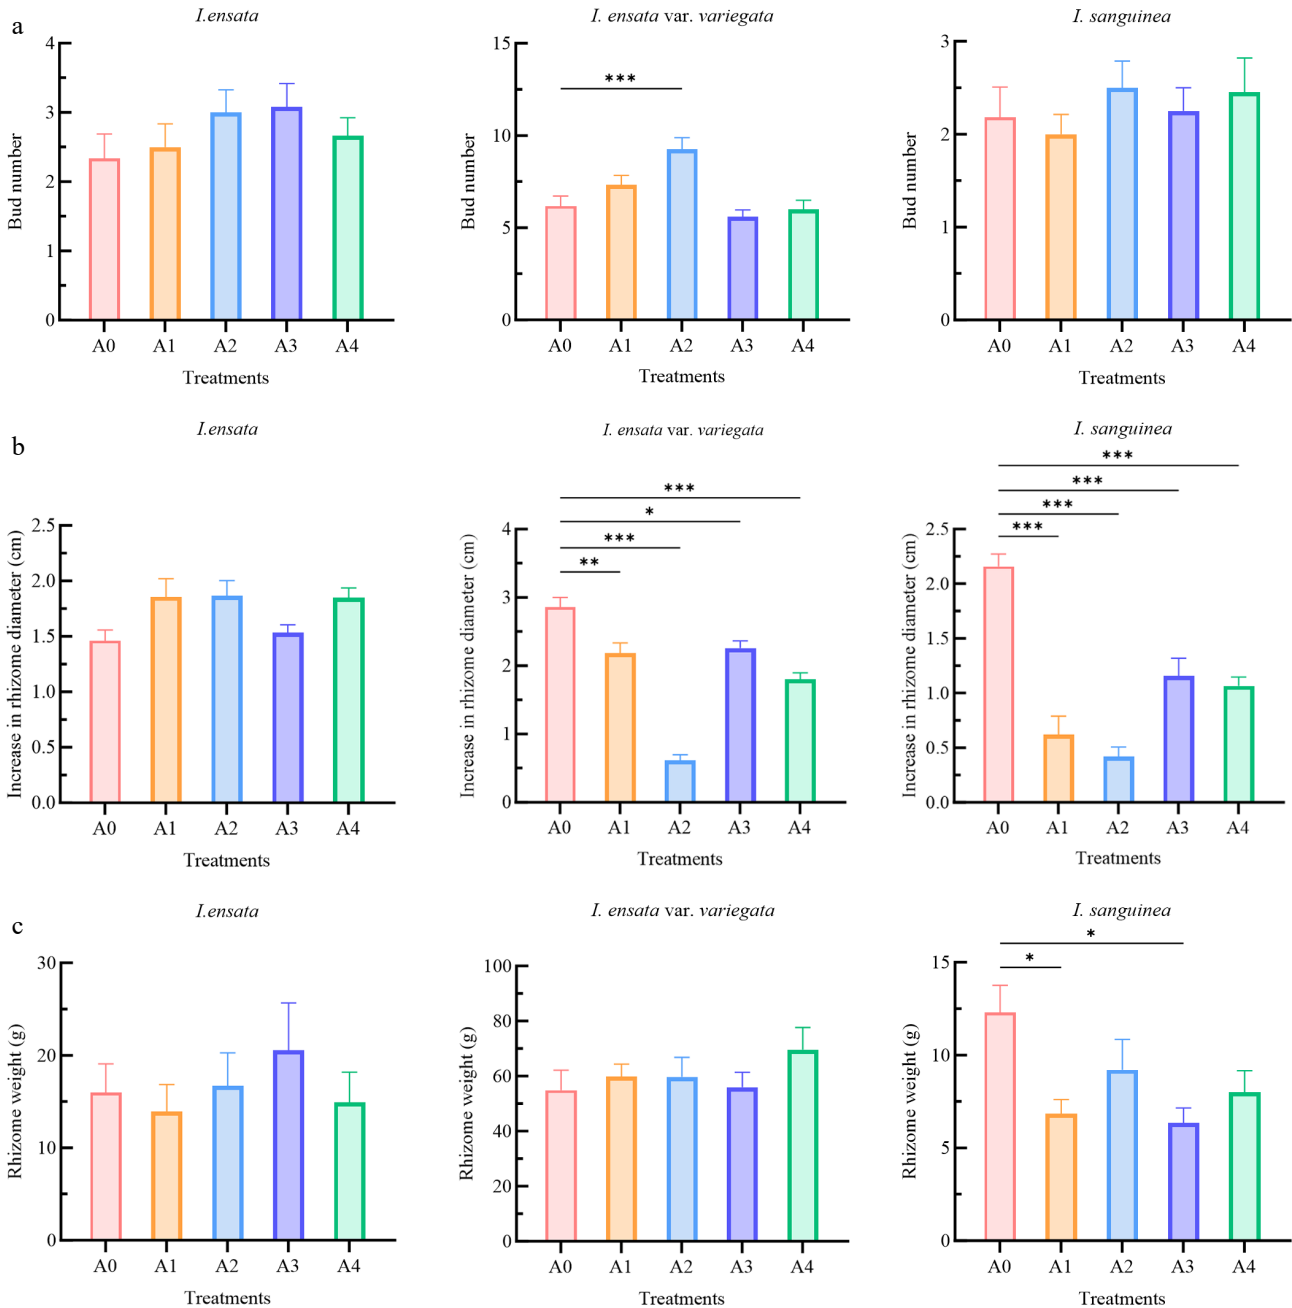 a
I.ensata
I. ensata var. variegata
I. sanguinea
Bud number
4
3
2
1
0
A0 A1 A2 A3 A4
Treatments
Bud number
15
10
5
0
***
A0 A1 A2 A3 A4
Treatments
Bud number
3
2
1
0
A0 A1 A2 A3 A4
Treatments
b
I.ensata
I. ensata var. variegata
I. sanguinea
Increase in rhizome diameter (cm)
2.5
2.0
1.5
1.0
0.5
0.0
A0 A1 A2 A3 A4
Treatments
Increase in rhizome diameter (cm)
***
*
***
**
4
3
2
1
0
A0 A1 A2 A3 A4
Treatments
Increase in rhizome diameter (cm)
***
***
***
***
2.5
2.0
1.5
1.0
0.5
0.0
A0 A1 A2 A3 A4
Treatments
c
I.ensata
I. ensata var. variegata
I. sanguinea
Rhizome weight (g)
30
20
10
0
A0 A1 A2 A3 A4
Treatments
Rhizome weight (g)
100
80
60
40
20
0
A0 A1 A2 A3 A4
Treatments
Rhizome weight (g)
*
*
15
10
5
0
A0 A1 A2 A3 A4
Treatments